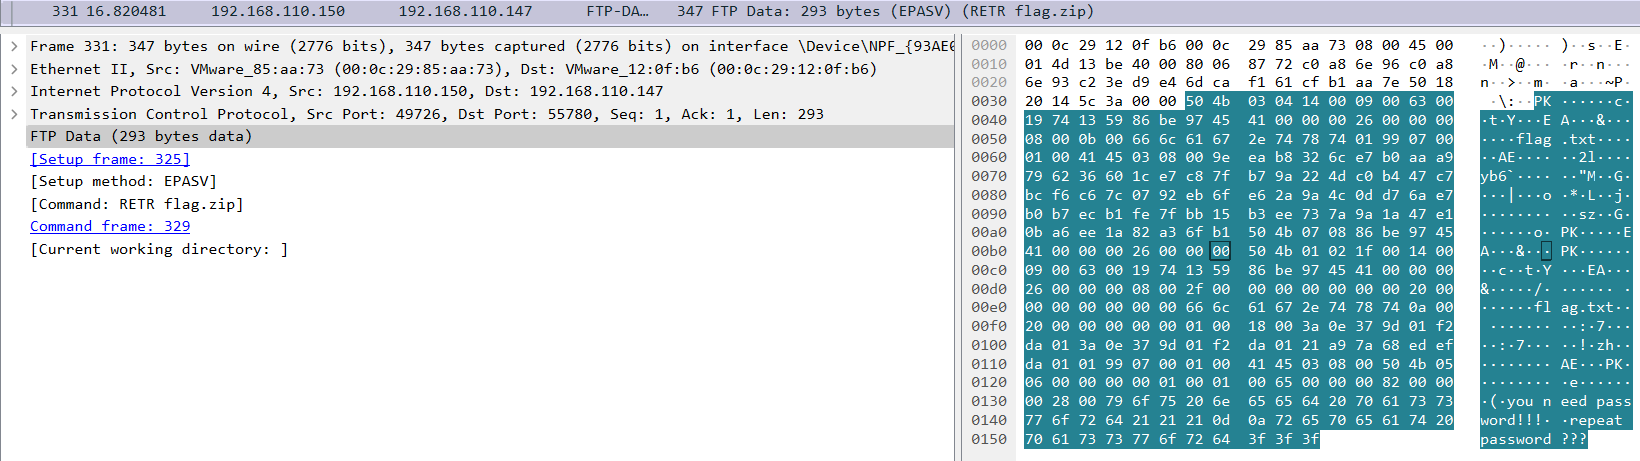 331 16.820481 192.168.110.150 192.168.110.147 FTP-DA… 347 FTP Data: 293 bytes (EPASV) (RETR flag.zip)
Frame 331: 347 bytes on wire (2776 bits), 347 bytes captured (2776 bits) on interface \Device\NPF_{93AE0
Ethernet II, Src: VMware_85:aa:73 (00:0c:29:85:aa:73), Dst: VMware_12:0f:b6 (00:0c:29:12:0f:b6)
Internet Protocol Version 4, Src: 192.168.110.150, Dst: 192.168.110.147
Transmission Control Protocol, Src Port: 49726, Dst Port: 55780, Seq: 1, Ack: 1, Len: 293
FTP Data (293 bytes data)
[Setup frame: 325]
[Setup method: EPASV]
[Command: RETR flag.zip]
Command frame: 329
[Current working directory: ]
0000 00 0c 29 12 0f b6 00 0c 29 85 aa 73 08 00 45 00 ··)····· )··s··E·
0010 01 4d 13 be 40 00 80 06 87 72 c0 a8 6e 96 c0 a8 ·M··@··· ·r··n···
0020 6e 93 c2 3e d9 e4 6d ca f1 61 cf b1 aa 7e 50 18 n··>··m· ·a···~P·
0030 20 14 5c 3a 00 00 50 4b 03 04 14 00 09 00 63 00 ·\:··PK ······c·
0040 19 74 13 59 86 be 97 45 41 00 00 00 26 00 00 00 ·t·Y···E A···&···
0050 08 00 0b 00 66 6c 61 67 2e 74 78 74 01 99 07 00 ····flag .txt····
0060 01 00 41 45 03 08 00 9e ea b8 32 6c e7 b0 aa a9 ··AE···· ··2l····
0070 79 62 36 60 1c e7 c8 7f b7 9a 22 4d c0 b4 47 c7 yb6`···· ··"M··G·
0080 bc f6 c6 7c 07 92 eb 6f e6 2a 9a 4c 0d d7 6a e7 ···|···o ·*·L··j·
0090 b0 b7 ec b1 fe 7f bb 15 b3 ee 73 7a 9a 1a 47 e1 ········ ··sz··G·
00a0 0b a6 ee 1a 82 a3 6f b1 50 4b 07 08 86 be 97 45 ······o· PK·····E
00b0 41 00 00 00 26 00 00 00 50 4b 01 02 1f 00 14 00 A···&··· PK······
00c0 09 00 63 00 19 74 13 59 86 be 97 45 41 00 00 00 ··c··t·Y ···EA···
00d0 26 00 00 00 08 00 2f 00 00 00 00 00 00 00 20 00 &·····/· ······ ·
00e0 00 00 00 00 00 00 66 6c 61 67 2e 74 78 74 0a 00 ······fl ag.txt··
00f0 20 00 00 00 00 00 01 00 18 00 3a 0e 37 9d 01 f2 ······· ··:·7···
0100 da 01 3a 0e 37 9d 01 f2 da 01 21 a9 7a 68 ed ef ··:·7··· ··!·zh··
0110 da 01 01 99 07 00 01 00 41 45 03 08 00 50 4b 05 ········ AE···PK·
0120 06 00 00 00 00 01 00 01 00 65 00 00 00 82 00 00 ········ ·e······
0130 00 28 00 79 6f 75 20 6e 65 65 64 20 70 61 73 73 ·(·you n eed pass
0140 77 6f 72 64 21 21 21 0d 0a 72 65 70 65 61 74 20 word!!!· ·repeat
0150 70 61 73 73 77 6f 72 64 3f 3f 3f password ???